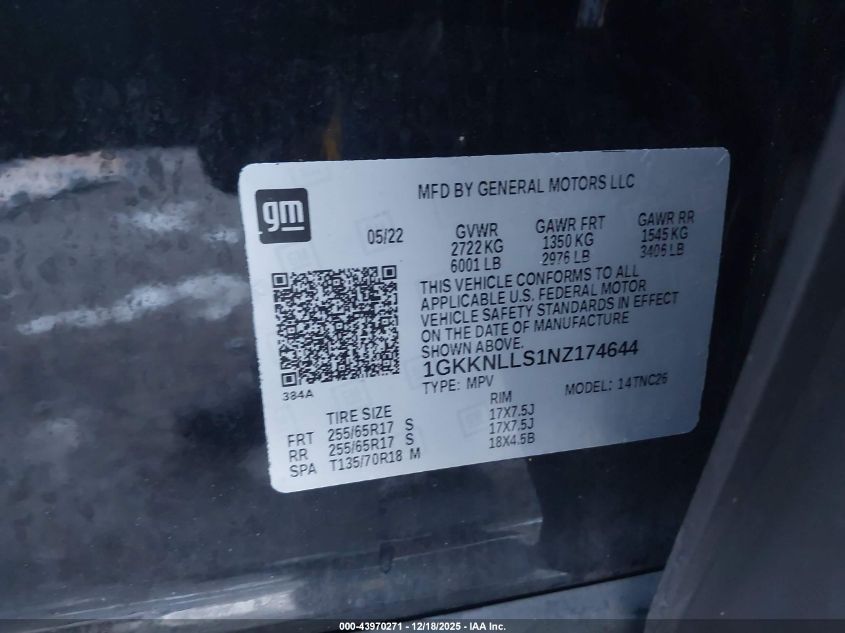 gm
MFD BY GENERAL MOTORS LLC
05/22
GVWR GAWR FRT GAWR RR
2722 KG 1350 KG 1545 KG
6001 LB 2976 LB 3406 LB
THIS VEHICLE CONFORMS TO ALL
APPLICABLE U.S. FEDERAL MOTOR
VEHICLE SAFETY STANDARDS IN EFFECT
ON THE DATE OF MANUFACTURE
SHOWN ABOVE.
1GKKNLLS1NZ174644
TYPE: MPV MODEL: 14TNC26
384A
TIRE SIZE RIM
FRT 255/65R17 S 17X7.5J
RR 255/65R17 S 17X7.5J
SPA T135/70R18 M 18X4.5B
000-43970271 - 12/18/2025 - IAA Inc.